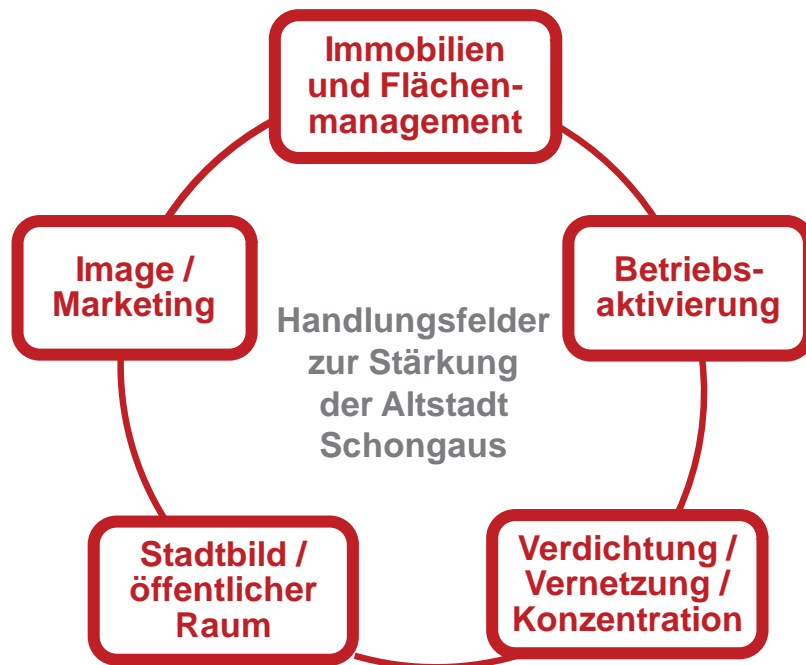 Immobilien
und Flächen-
management
Betriebs-
aktivierung
Verdichtung /
Vernetzung /
Konzentration
Stadtbild /
öffentlicher
Raum
Image /
Marketing
Handlungsfelder
zur Stärkung
der Altstadt
Schongaus